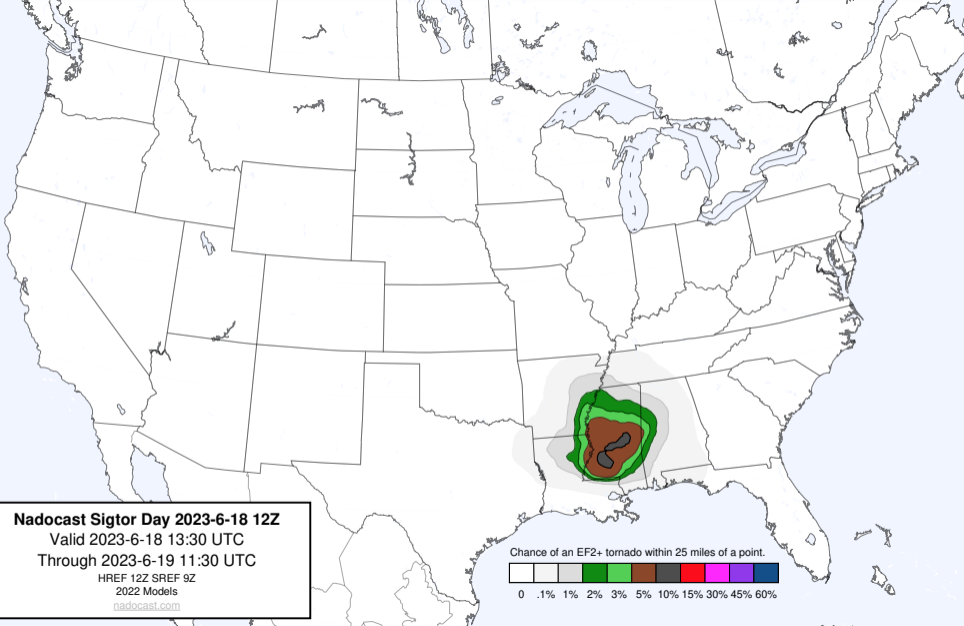 Nadocast Sigtor Day 2023-6-18 12Z
Valid 2023-6-18 13:30 UTC
Through 2023-6-19 11:30 UTC
HREF 12Z SREF 9Z
2022 Models
nadocast.com
Chance of an EF2+ tornado within 25 miles of a point.
0 .1% 1% 2% 3% 5% 10% 15% 30% 45% 60%